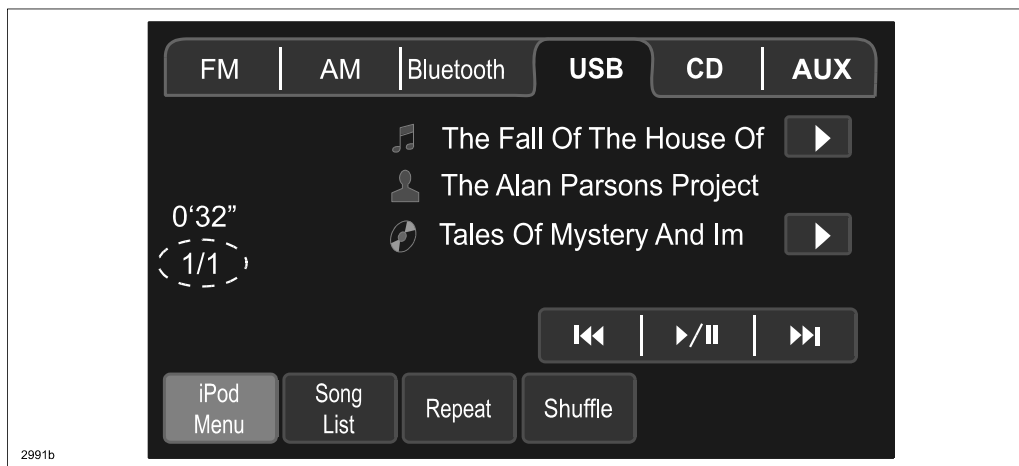 FM AM Bluetooth USB CD AUX
The Fall Of The House Of
The Alan Parsons Project
0‘32”
Tales Of Mystery And Im
1/1
iPod Menu
Song List
Repeat
Shuffle
2991b